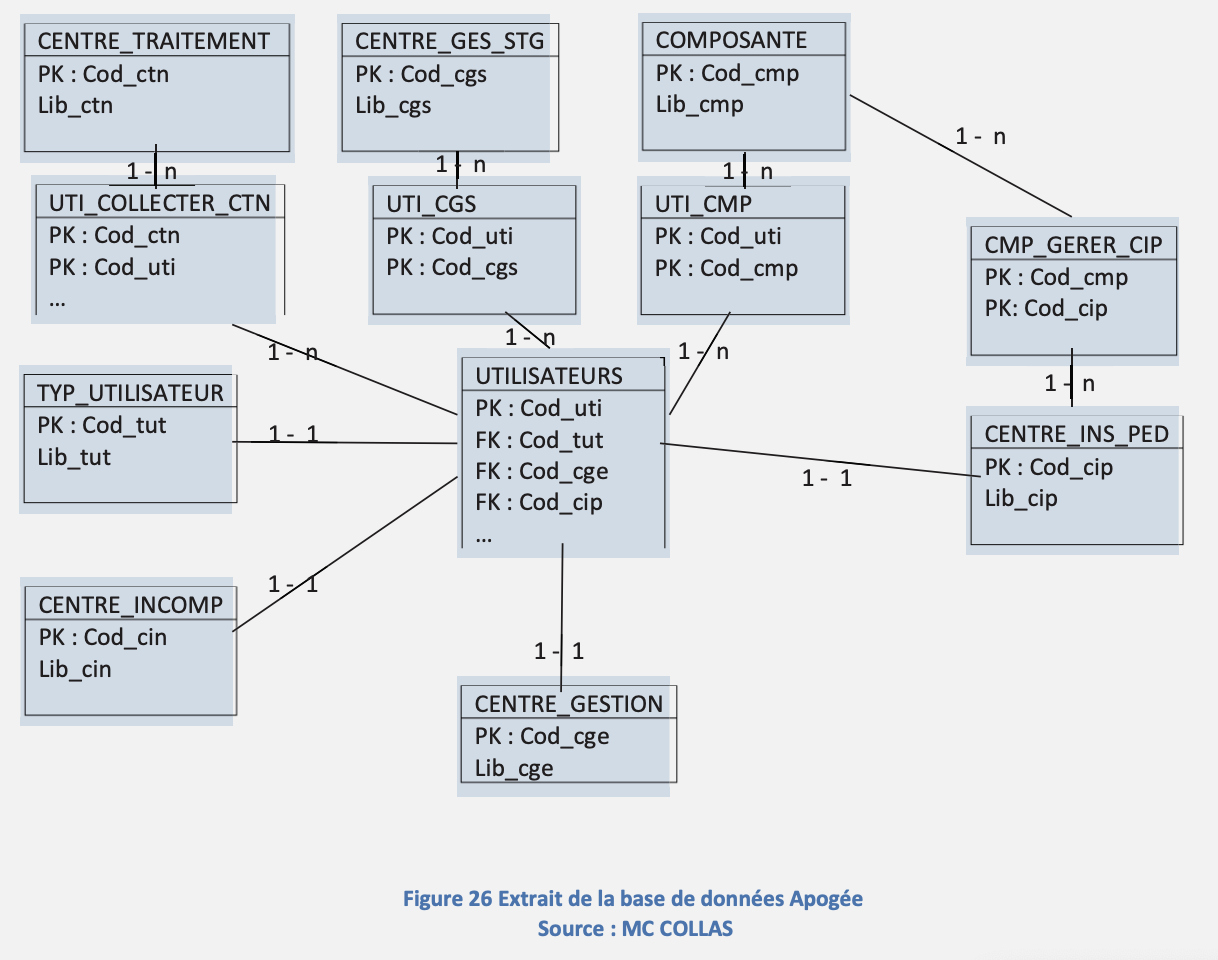 CENTRE_TRAITEMENT
PK : Cod_ctn
Lib_ctn
CENTRE_GES_STG
PK : Cod_cgs
Lib_cgs
COMPOSANTE
PK : Cod_cmp
Lib_cmp
1 - n
1 - n
1 - n
1 - n
UTI_COLLECTER_CTN
PK : Cod_ctn
PK : Cod_uti
...
UTI_CGS
PK : Cod_uti
PK : Cod_cgs
UTI_CMP
PK : Cod_uti
PK : Cod_cmp
CMP_GERER_CIP
PK : Cod_cmp
PK: Cod_cip
1 - n
1 - n
1 - n
1 - n
TYP_UTILISATEUR
PK : Cod_tut
Lib_tut
1 - 1
UTILISATEURS
PK : Cod_uti
FK : Cod_tut
FK : Cod_cge
FK : Cod_cip
...
1 - 1
CENTRE_INS_PED
PK : Cod_cip
Lib_cip
CENTRE_INCOMP
PK : Cod_cin
Lib_cin
1 - 1
1 - 1
CENTRE_GESTION
PK : Cod_cge
Lib_cge
Figure 26 Extrait de la base de données Apogée
Source : MC COLLAS